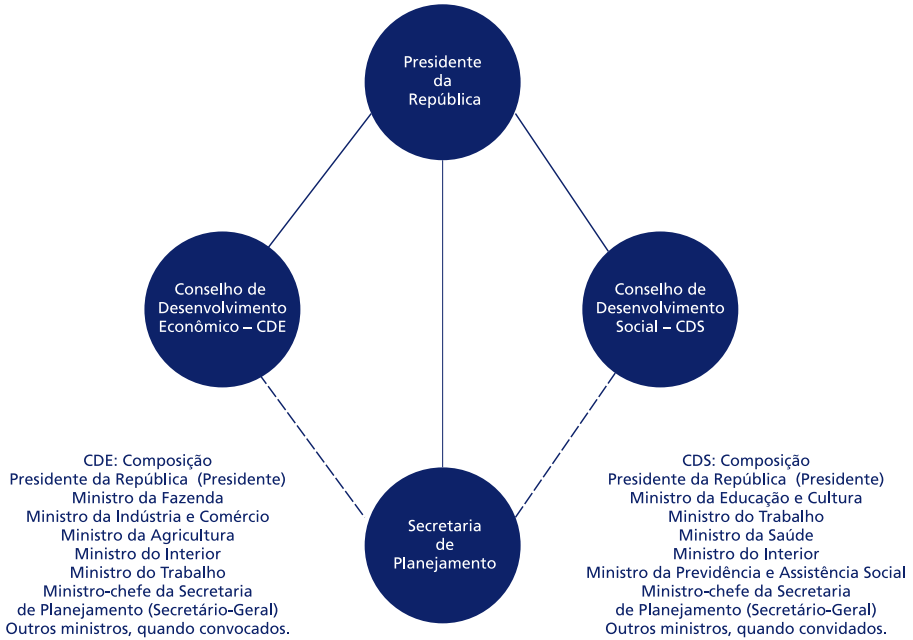 Presidente
da
República
Conselho de
Desenvolvimento
Econômico – CDE
Conselho de
Desenvolvimento
Social – CDS
Secretaria
de
Planejamento
CDE: Composição
Presidente da República (Presidente)
Ministro da Fazenda
Ministro da Indústria e Comércio
Ministro da Agricultura
Ministro do Interior
Ministro do Trabalho
Ministro-chefe da Secretaria
de Planejamento (Secretário-Geral)
Outros ministros, quando convocados.
CDS: Composição
Presidente da República (Presidente)
Ministro da Educação e Cultura
Ministro do Trabalho
Ministro da Saúde
Ministro do Interior
Ministro da Previdência e Assistência Social
Ministro-chefe da Secretaria
de Planejamento (Secretário-Geral)
Outros ministros, quando convidados.